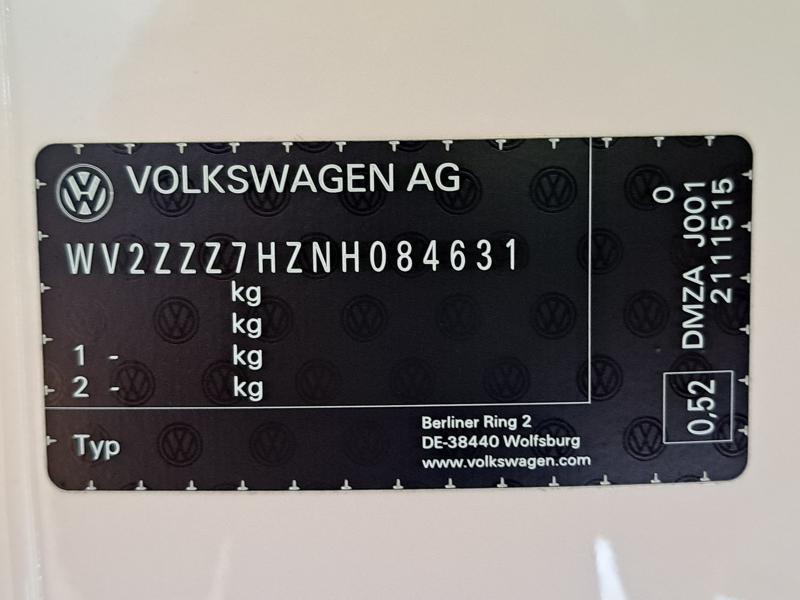 VOLKSWAGEN AG
WV2ZZZ7HZNH084631
kg
kg
1 - kg
2 - kg
Typ
Berliner Ring 2
DE-38440 Wolfsburg
www.volkswagen.com
0
DMZA J001
2111515
0,52